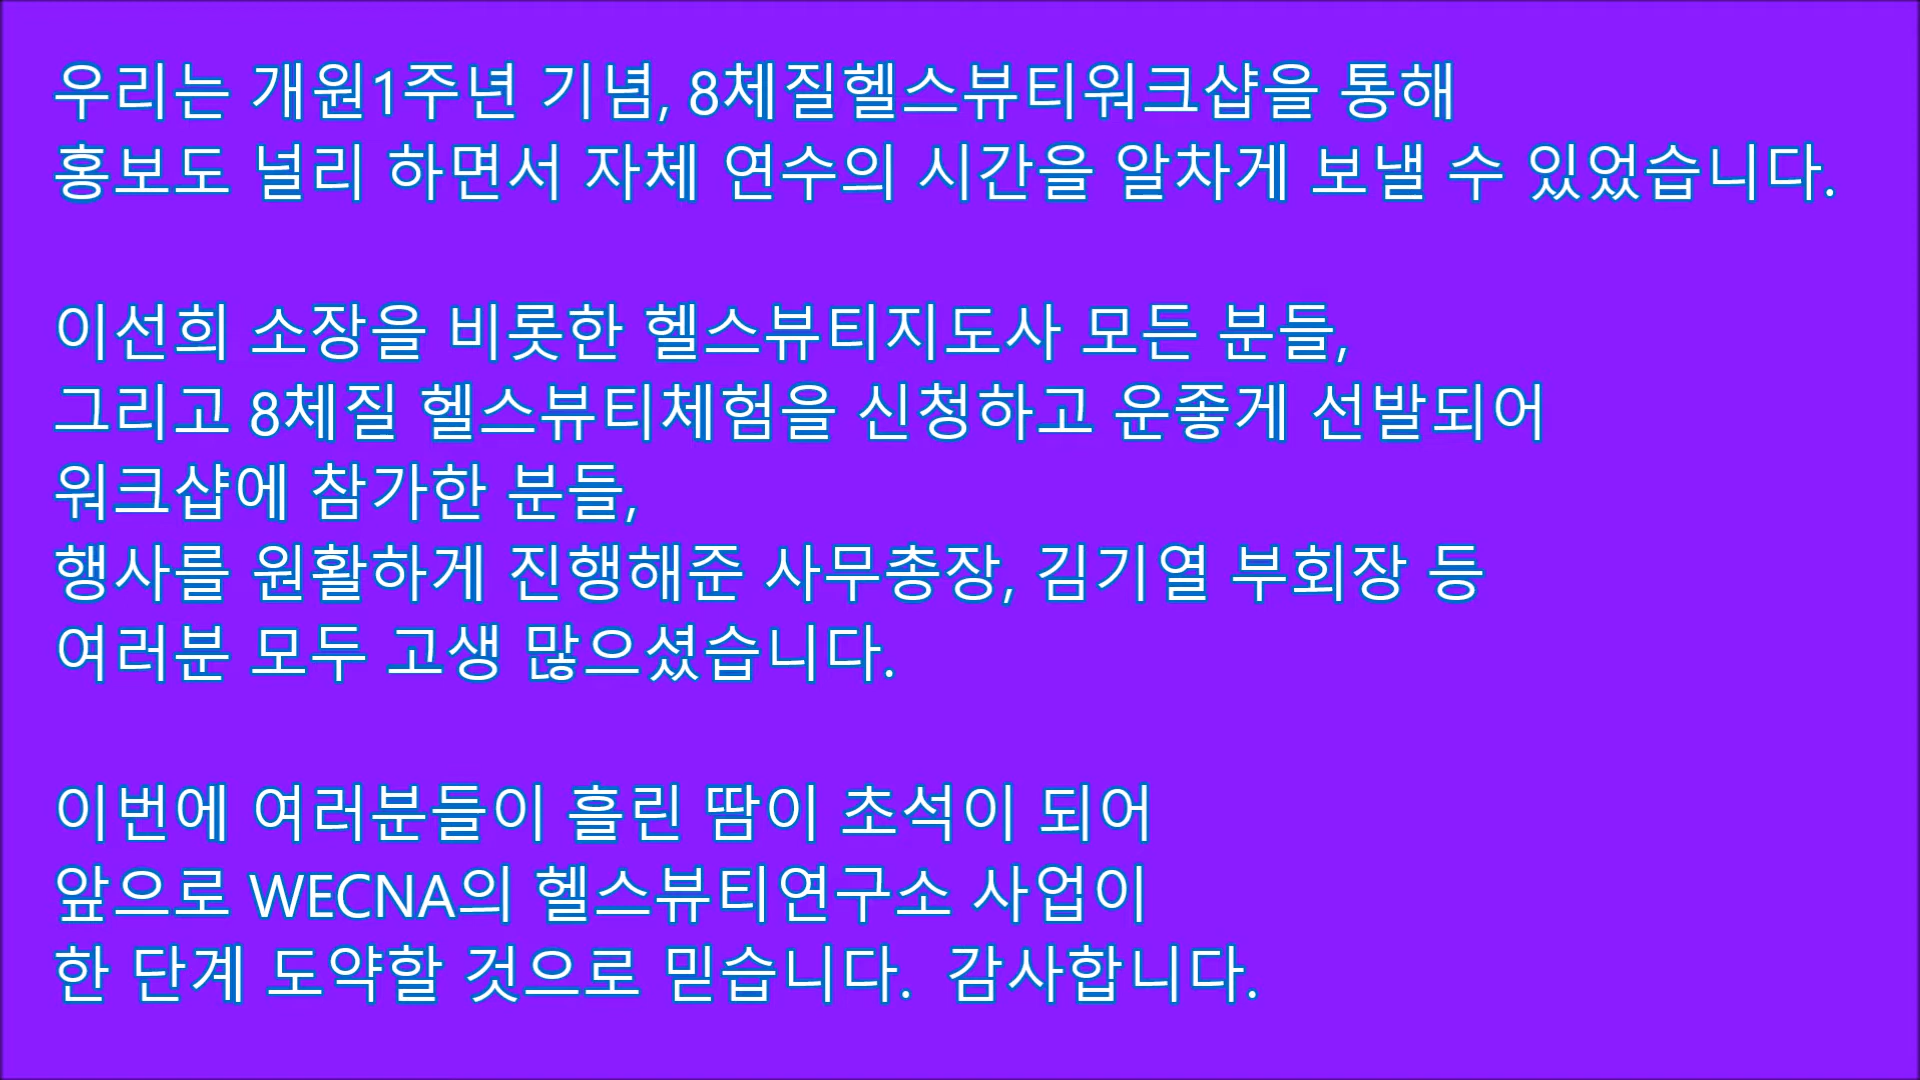 우리는 개원1주년 기념, 8체질헬스뷰티워크샵을 통해
홍보도 널리 하면서 자체 연수의 시간을 알차게 보낼 수 있었습니다.
이선희 소장을 비롯한 헬스뷰티지도사 모든 분들,
그리고 8체질 헬스뷰티체험을 신청하고 운좋게 선발되어
워크샵에 참가한 분들,
행사를 원활하게 진행해준 사무총장, 김기열 부회장 등
여러분 모두 고생 많으셨습니다.
이번에 여러분들이 흘린 땀이 초석이 되어
앞으로 WECNA의 헬스뷰티연구소 사업이
한 단계 도약할 것으로 믿습니다.  감사합니다.